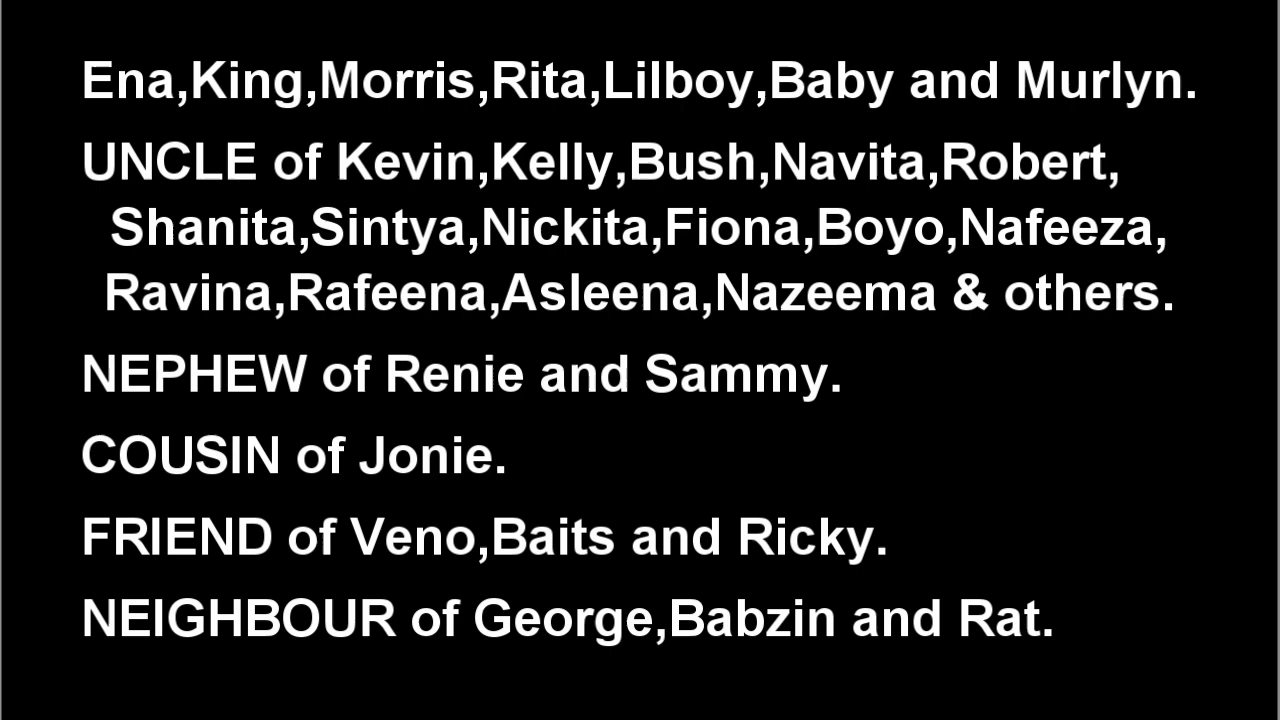 Ena,King,Morris,Rita,Lilboy,Baby and Murlyn.
UNCLE of Kevin,Kelly,Bush,Navita,Robert,
Shanita,Sintya,Nickita,Fiona,Boyo,Nafeeza,
Ravina,Rafeena,Asleena,Nazeema & others.
NEPHEW of Renie and Sammy.
COUSIN of Jonie.
FRIEND of Veno,Baits and Ricky.
NEIGHBOUR of George,Babzin and Rat.